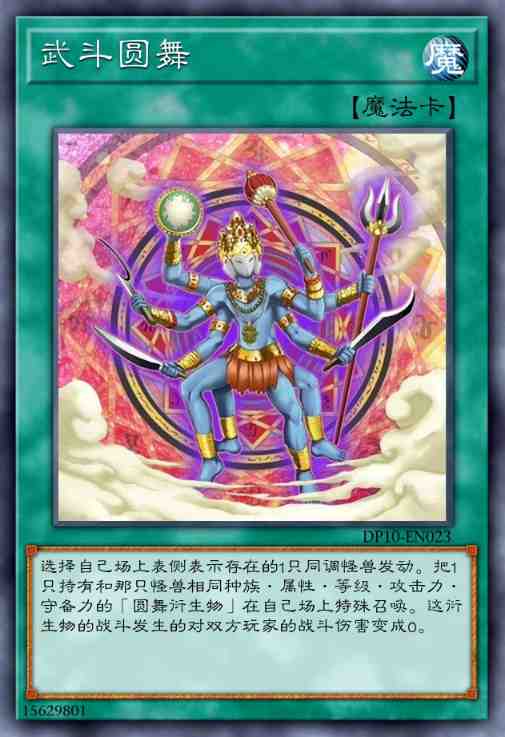 武斗圆舞
魔
【魔法卡】
DP10-EN023
选择自己场上表侧表示存在的1只同调怪兽发动。把1
只持有和那只怪兽相同种族·属性·等级·攻击力·
守备力的「圆舞衍生物」在自己场上特殊召唤。这衍
生物的战斗发生的对双方玩家的战斗伤害变成0。
15629801